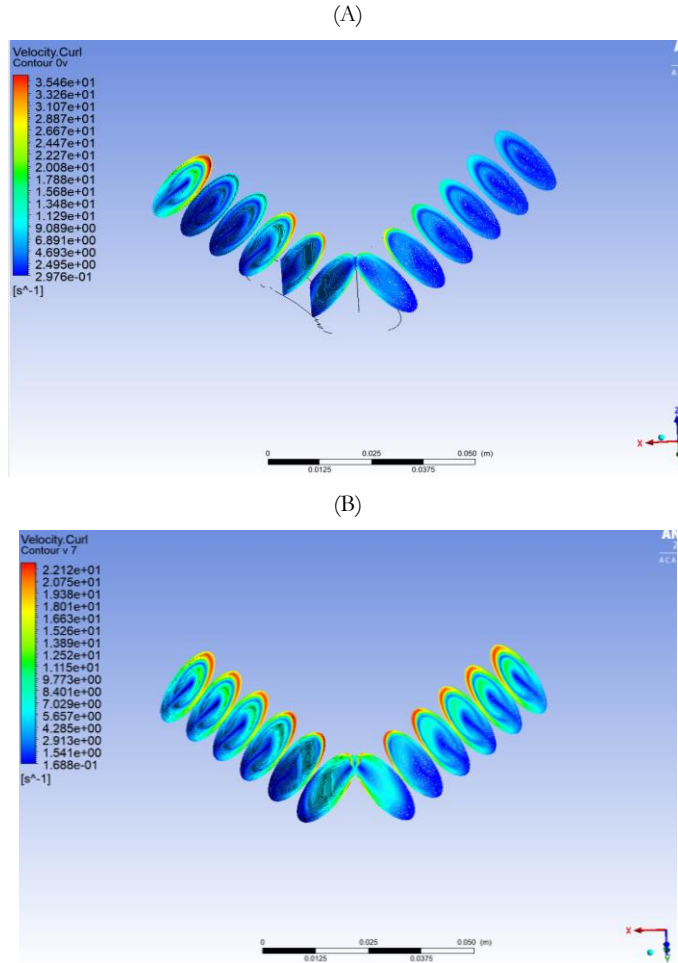 (A)
Velocity.Curl
Contour 0v
3.546e+01
3.326e+01
3.107e+01
2.887e+01
2.667e+01
2.447e+01
2.227e+01
2.008e+01
1.788e+01
1.568e+01
1.348e+01
1.129e+01
9.089e+00
6.891e+00
4.693e+00
2.495e+00
2.976e-01
[s^-1]
A
A
Z
X
0 0.025 0.050 (m)
0.0125 0.0375
(B)
Velocity.Curl
Contour v 7
AN
2
ACA
2.212e+01
2.075e+01
1.938e+01
1.801e+01
1.663e+01
1.526e+01
1.389e+01
1.252e+01
1.115e+01
9.773e+00
8.401e+00
7.029e+00
5.657e+00
4.285e+00
2.913e+00
1.541e+00
1.688e-01
[s^-1]
0 0.025 0.050 (m)
0.0125 0.0375
X
Y